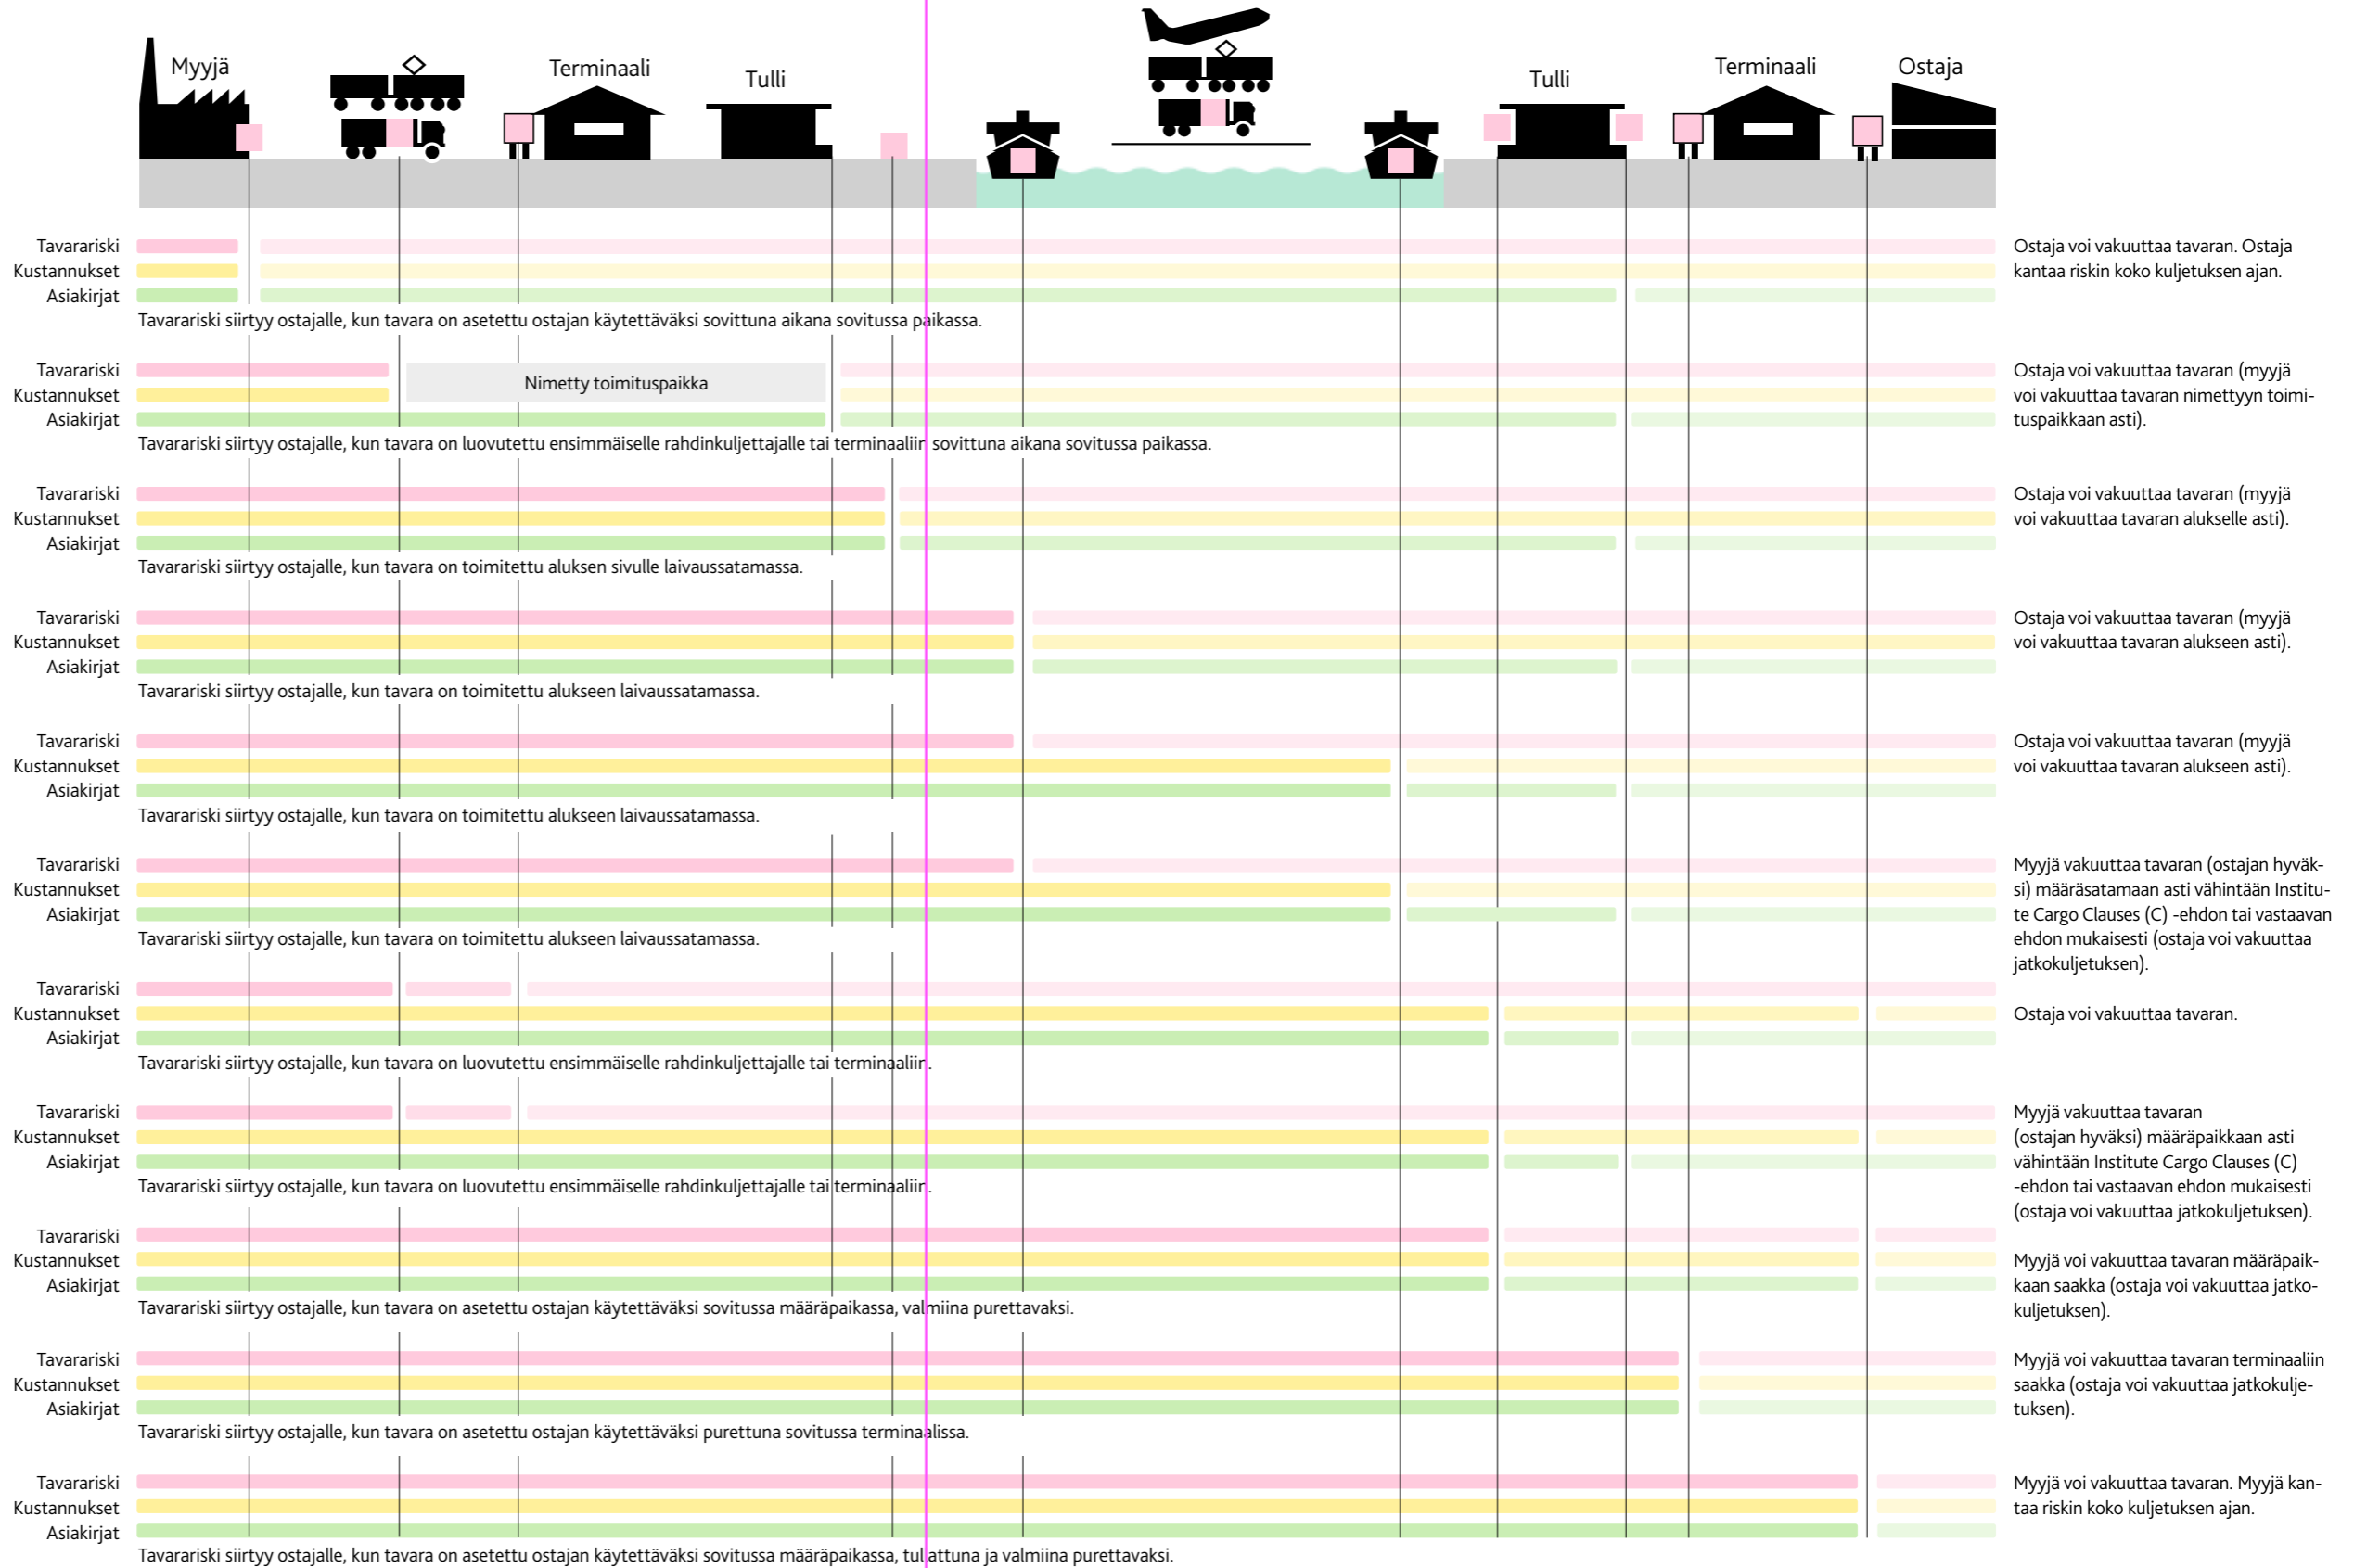 Myyjä
Terminaali
Tulli
Tulli
Terminaali
Ostaja
Tavarariski
Kustannukset
Asiakirjat
Ostaja voi vakuuttaa tavaran. Ostaja
kantaa riskin koko kuljetuksen ajan.
Tavarariski siirtyy ostajalle, kun tavara on asetettu ostajan käytettäväksi sovittuna aikana sovitussa paikassa.
Tavarariski
Kustannukset
Asiakirjat
Nimetty toimituspaikka
Ostaja voi vakuuttaa tavaran (myyjä
voi vakuuttaa tavaran nimettyyn toimi-
tuspaikkaan asti).
Tavarariski siirtyy ostajalle, kun tavara on luovutettu ensimmäiselle rahdinkuljettajalle tai terminaaliin sovittuna aikana sovitussa paikassa.
Tavarariski
Kustannukset
Asiakirjat
Ostaja voi vakuuttaa tavaran (myyjä
voi vakuuttaa tavaran alukselle asti).
Tavarariski siirtyy ostajalle, kun tavara on toimitettu aluksen sivulle laivaussatamassa.
Tavarariski
Kustannukset
Asiakirjat
Ostaja voi vakuuttaa tavaran (myyjä
voi vakuuttaa tavaran alukseen asti).
Tavarariski siirtyy ostajalle, kun tavara on toimitettu alukseen laivaussatamassa.
Tavarariski
Kustannukset
Asiakirjat
Ostaja voi vakuuttaa tavaran (myyjä
voi vakuuttaa tavaran alukseen asti).
Tavarariski siirtyy ostajalle, kun tavara on toimitettu alukseen laivaussatamassa.
Tavarariski
Kustannukset
Asiakirjat
Myyjä vakuuttaa tavaran (ostajan hyväk-
si) määräsatamaan asti vähintään Institu-
te Cargo Clauses (C) -ehdon tai vastaavan
ehdon mukaisesti (ostaja voi vakuuttaa
jatkokuljetuksen).
Tavarariski siirtyy ostajalle, kun tavara on toimitettu alukseen laivaussatamassa.
Tavarariski
Kustannukset
Asiakirjat
Ostaja voi vakuuttaa tavaran.
Tavarariski siirtyy ostajalle, kun tavara on luovutettu ensimmäiselle rahdinkuljettajalle tai terminaaliin.
Tavarariski
Kustannukset
Asiakirjat
Myyjä vakuuttaa tavaran
(ostajan hyväksi) määräpaikkaan asti
vähintään Institute Cargo Clauses (C)
-ehdon tai vastaavan ehdon mukaisesti
(ostaja voi vakuuttaa jatkokuljetuksen).
Tavarariski siirtyy ostajalle, kun tavara on luovutettu ensimmäiselle rahdinkuljettajalle tai terminaaliin.
Tavarariski
Kustannukset
Asiakirjat
Myyjä voi vakuuttaa tavaran määräpaik-
kaan saakka (ostaja voi vakuuttaa jatko-
kuljetuksen).
Tavarariski siirtyy ostajalle, kun tavara on asetettu ostajan käytettäväksi sovitussa määräpaikassa, valmiina purettavaksi.
Tavarariski
Kustannukset
Asiakirjat
Myyjä voi vakuuttaa tavaran terminaaliin
saakka (ostaja voi vakuuttaa jatkokulje-
tuksen).
Tavarariski siirtyy ostajalle, kun tavara on asetettu ostajan käytettäväksi purettuna sovitussa terminaalissa.
Tavarariski
Kustannukset
Asiakirjat
Myyjä voi vakuuttaa tavaran. Myyjä kan-
taa riskin koko kuljetuksen ajan.
Tavarariski siirtyy ostajalle, kun tavara on asetettu ostajan käytettäväksi sovitussa määräpaikassa, tullattuna ja valmiina purettavaksi.